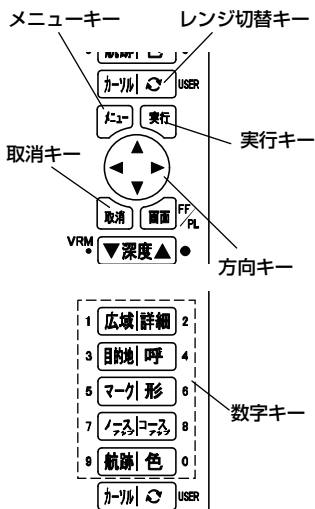 メニューキー
レンジ切替キー
航跡 色
カーソル USER
メニュー 実行
実行キー
取消キー
取消 画面 FF/PL
VRM ▼深度▲
方向キー
1 広域 詳細 2
3 目的地 呼 4
5 マーク 形 6
数字キー
7 ノースアップ コースアップ 8
9 航跡 色 0
カーソル USER